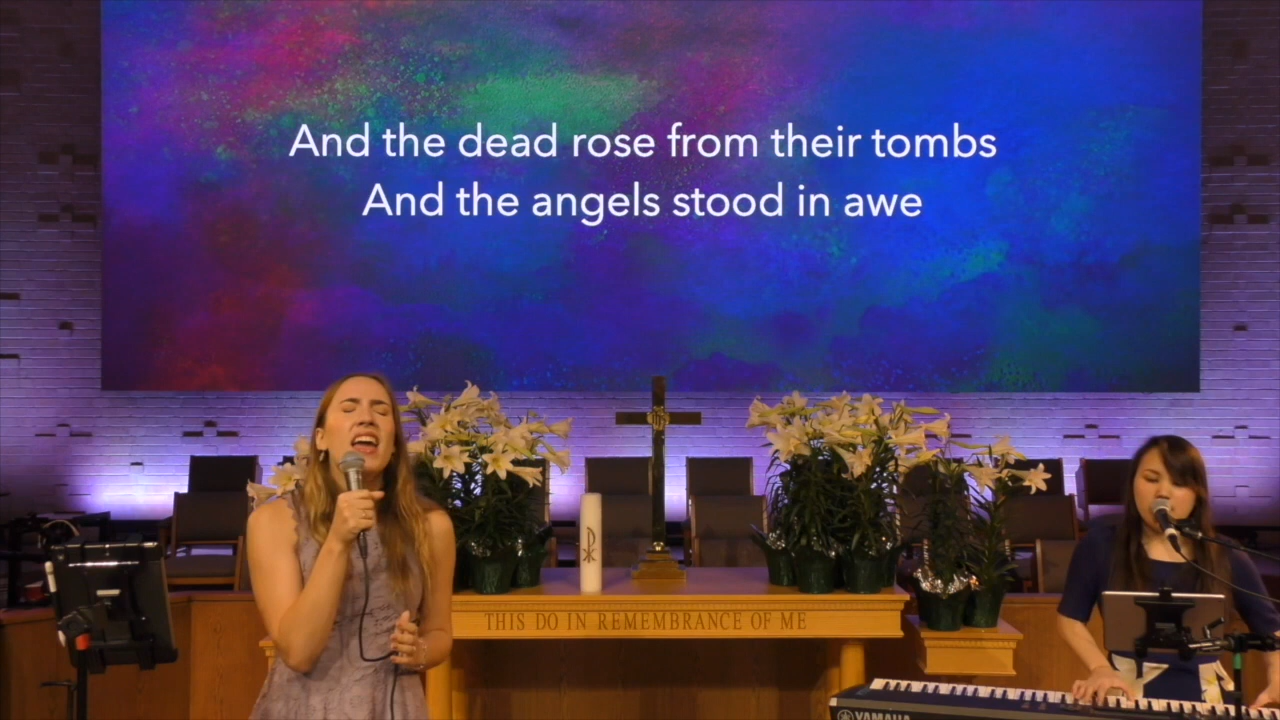 And the dead rose from their tombs
And the angels stood in awe
THIS DO IN REMEMBRANCE OF ME
YAMAHA